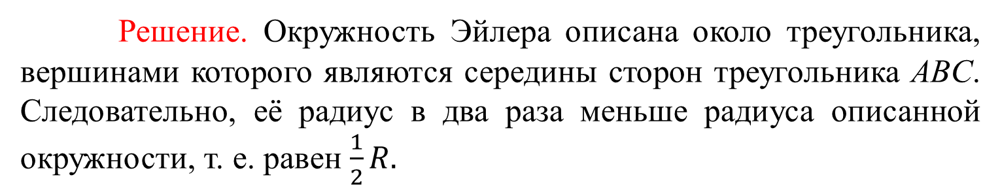 Решение. Окружность Эйлера описана около треугольника,
вершинами которого являются середины сторон треугольника ABC.
Следовательно, её радиус в два раза меньше радиуса описанной
окружности, т. е. равен $\frac{1}{2}R$.